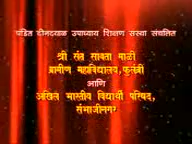 पंडित दीनदयाळ उपाध्याय शिक्षण संस्था संचलित
श्री संत सावता माळी
ग्रामीण महाविद्यालय, फुलंब्री
आणि
अखिल भारतीय विद्यार्थी परिषद,
संभाजीनगर